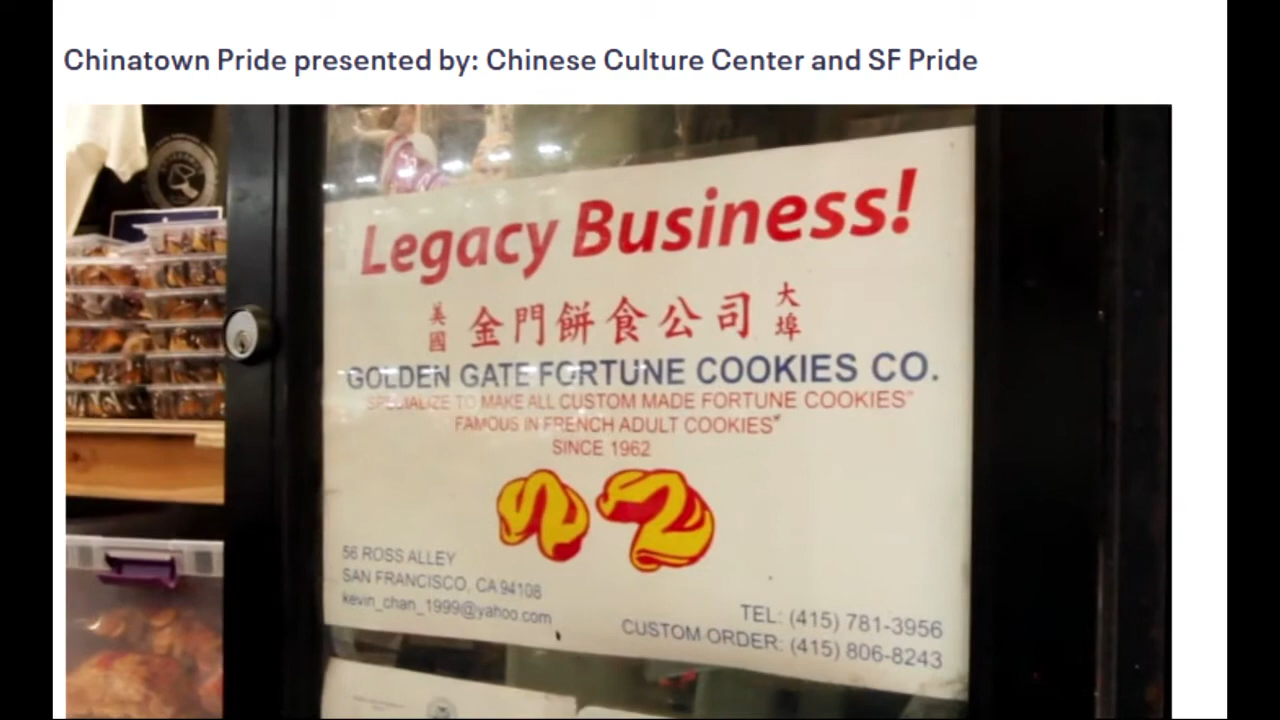 Chinatown Pride presented by: Chinese Culture Center and SF Pride
Legacy Business!
美國 金門餅食公司 大埠
GOLDEN GATE FORTUNE COOKIES CO.
"SPECIALIZE TO MAKE ALL CUSTOM MADE FORTUNE COOKIES"
FAMOUS IN FRENCH ADULT COOKIES"
SINCE 1962
56 ROSS ALLEY
SAN FRANCISCO, CA 94108
kevin_chan_1999@yahoo.com
TEL: (415) 781-3956
CUSTOM ORDER: (415) 806-8243